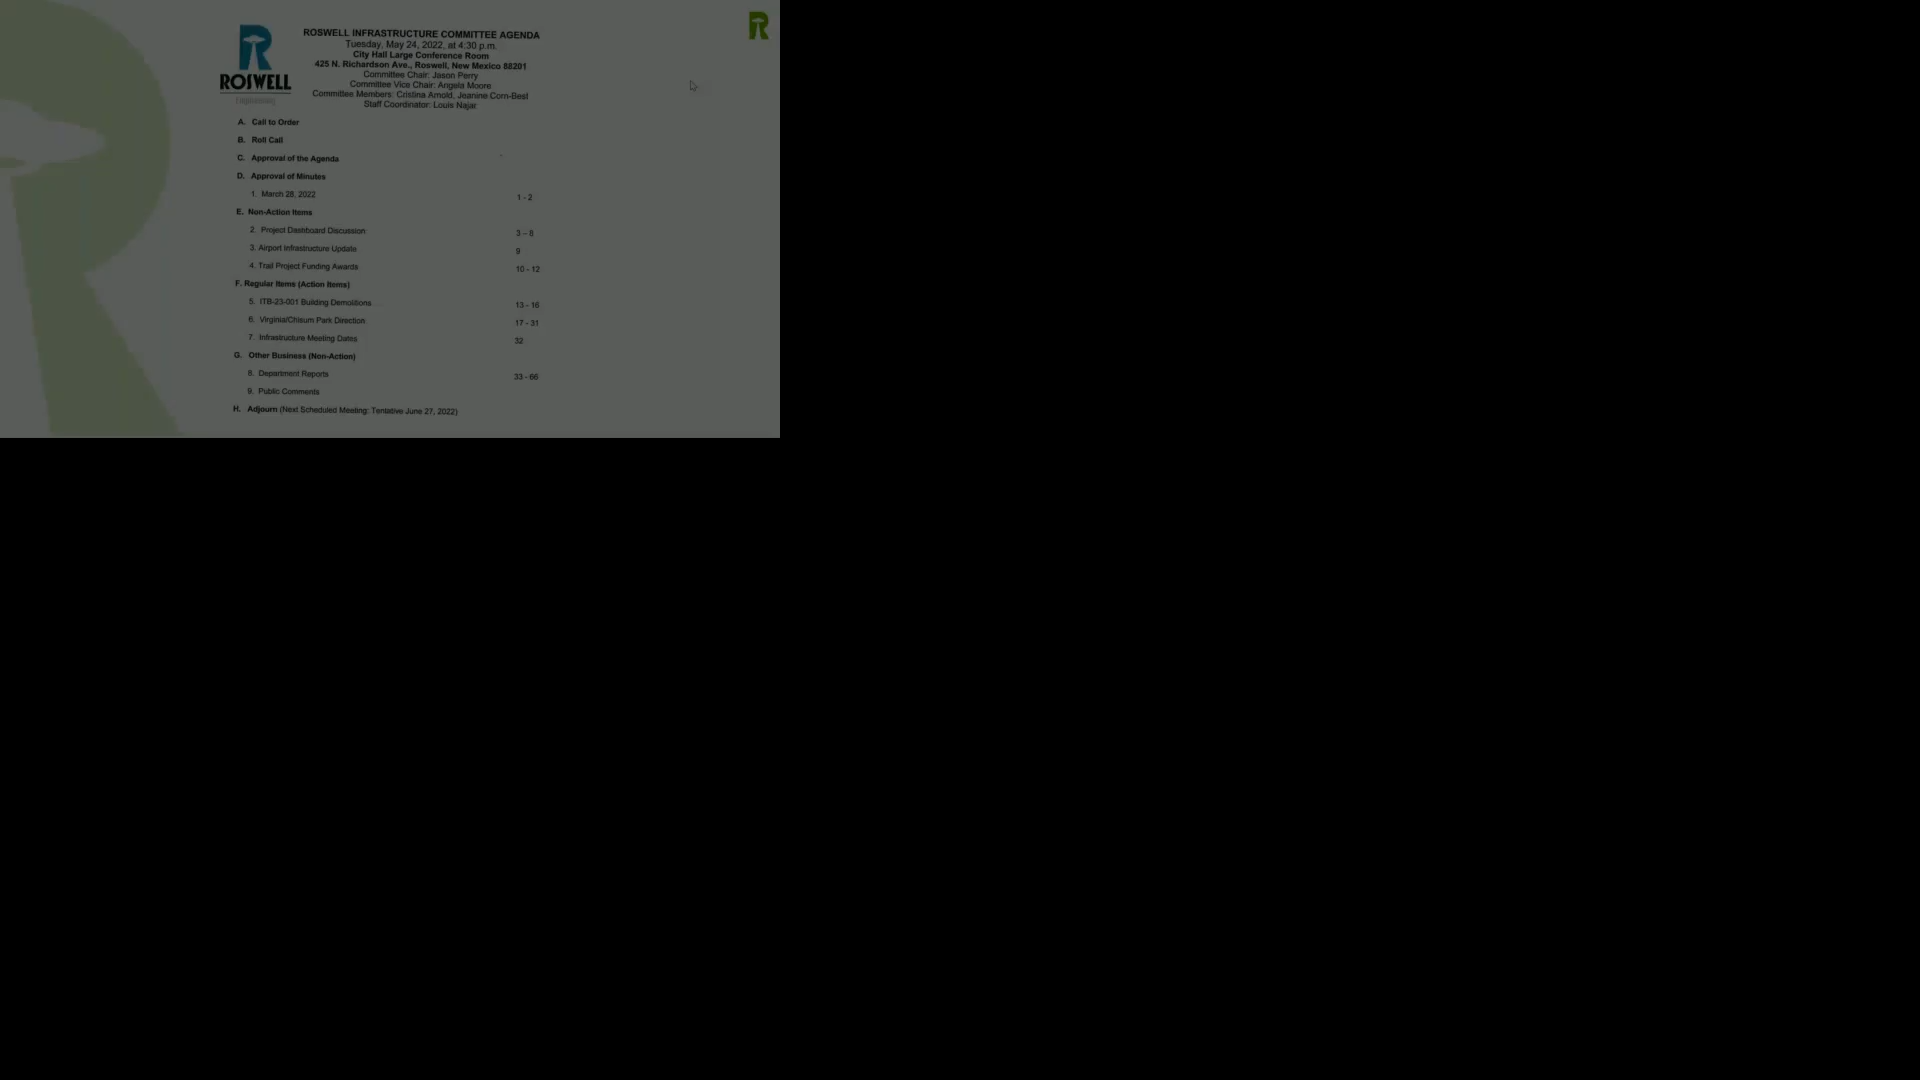 ROSWELL
ROSWELL INFRASTRUCTURE COMMITTEE AGENDA
Tuesday, May 24, 2022, at 4:30 p.m.
City Hall Large Conference Room
425 N. Richardson Ave., Roswell, New Mexico 88201
Committee Chair: Jason Perry
Committee Vice Chair: Angela Moore
Committee Members: Cristina Arnold, Jeanine Corn-Best
Staff Coordinator: Louis Najar
A. Call to Order
B. Roll Call
C. Approval of the Agenda
D. Approval of Minutes
1. March 28, 2022 1 - 2
E. Non-Action Items
2. Project Dashboard Discussion 3 – 8
3. Airport Infrastructure Update 9
4. Trail Project Funding Awards 10 - 12
F. Regular Items (Action Items)
5. ITB-23-001 Building Demolitions 13 - 16
6. Virginia/Chisum Park Direction 17 - 31
7. Infrastructure Meeting Dates 32
G. Other Business (Non-Action)
8. Department Reports 33 - 66
9. Public Comments
H. Adjourn (Next Scheduled Meeting: Tentative June 27, 2022)